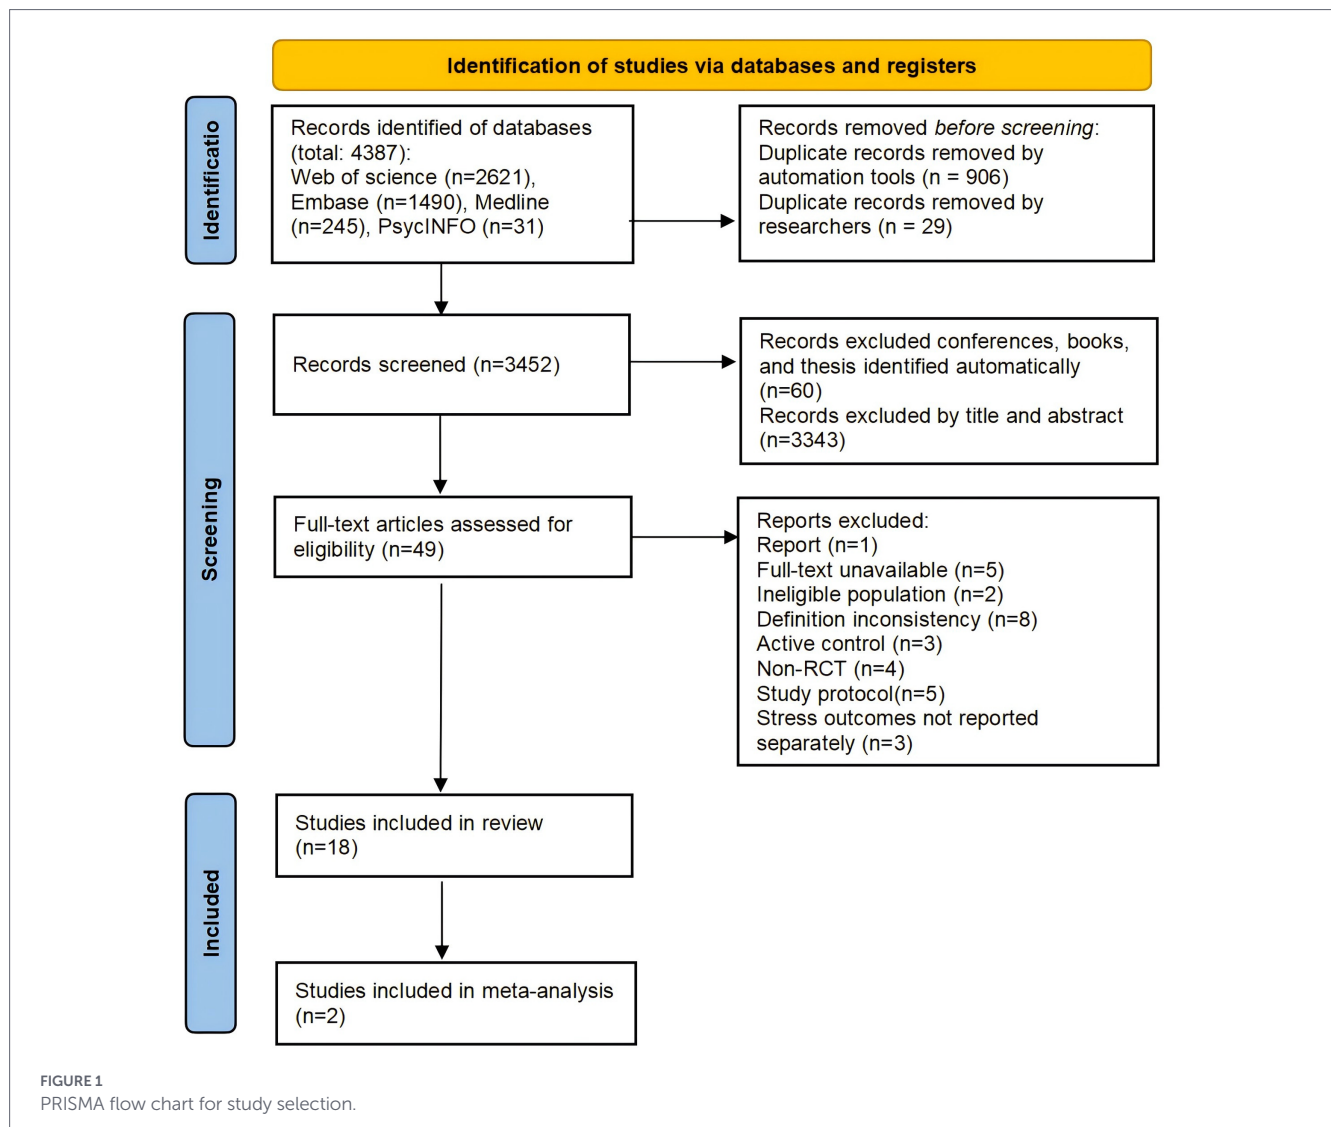 Identification of studies via databases and registers
Identificatio
Records identified of databases
(total: 4387):
Web of science (n=2621),
Embase (n=1490), Medline
(n=245), PsycINFO (n=31)
Records removed before screening:
Duplicate records removed by
automation tools (n = 906)
Duplicate records removed by
researchers (n = 29)
Screening
Records screened (n=3452)
Records excluded conferences, books,
and thesis identified automatically
(n=60)
Records excluded by title and abstract
(n=3343)
Full-text articles assessed for
eligibility (n=49)
Reports excluded:
Report (n=1)
Full-text unavailable (n=5)
Ineligible population (n=2)
Definition inconsistency (n=8)
Active control (n=3)
Non-RCT (n=4)
Study protocol(n=5)
Stress outcomes not reported
separately (n=3)
Included
Studies included in review
(n=18)
Studies included in meta-analysis
(n=2)
FIGURE 1
PRISMA flow chart for study selection.